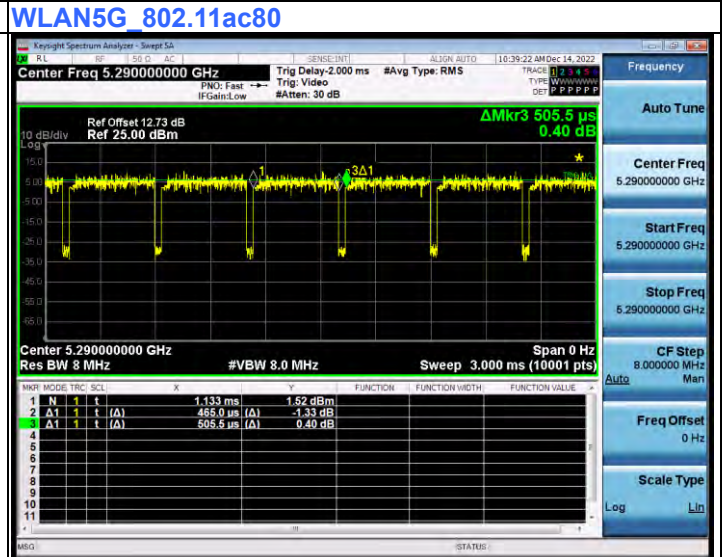 WLAN5G_802.11ac80
Keysight Spectrum Analyzer - Swept SA
RL RF 50 Ω AC SENSE:INT ALIGN AUTO 10:39:22 AM Dec 14, 2022
Center Freq 5.290000000 GHz
PNO: Fast
IFGain:Low
Trig Delay-2.000 ms
Trig: Video
#Atten: 30 dB
#Avg Type: RMS
TRACE 1 2 3 4 5 6
TYPE WWWWWW
DET P P P P P P
Frequency
ΔMkr3 505.5 µs
0.40 dB
Ref Offset 12.73 dB
10 dB/div Ref 25.00 dBm
Log
15.0
5.00
-5.00
-15.0
-25.0
-35.0
-45.0
-55.0
-65.0
1
3Δ1
Center 5.290000000 GHz Span 0 Hz
Res BW 8 MHz #VBW 8.0 MHz Sweep 3.000 ms (10001 pts)
MKR MODE TRC SCL X Y FUNCTION FUNCTION WIDTH FUNCTION VALUE
1 N 1 t 1.133 ms 1.52 dBm
2 Δ1 1 t (Δ) 465.0 µs (Δ) -1.33 dB
3 Δ1 1 t (Δ) 505.5 µs (Δ) 0.40 dB
4
5
6
7
8
9
10
11
Auto Tune
Center Freq
5.290000000 GHz
Start Freq
5.290000000 GHz
Stop Freq
5.290000000 GHz
CF Step
8.000000 MHz
Auto Man
Freq Offset
0 Hz
Scale Type
Log Lin
MSG STATUS